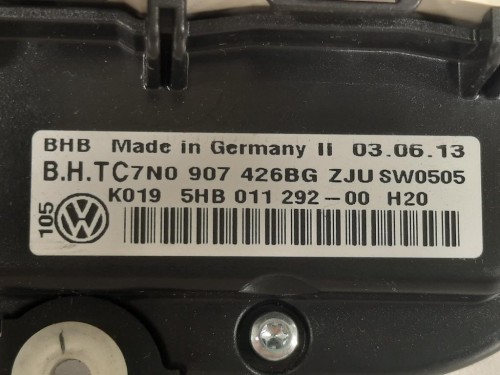 BHB Made in Germany II 03.06.13
B.H.TC7N0 907 426BG ZJU SW0505
K019 5HB 011 292-00 H20
105